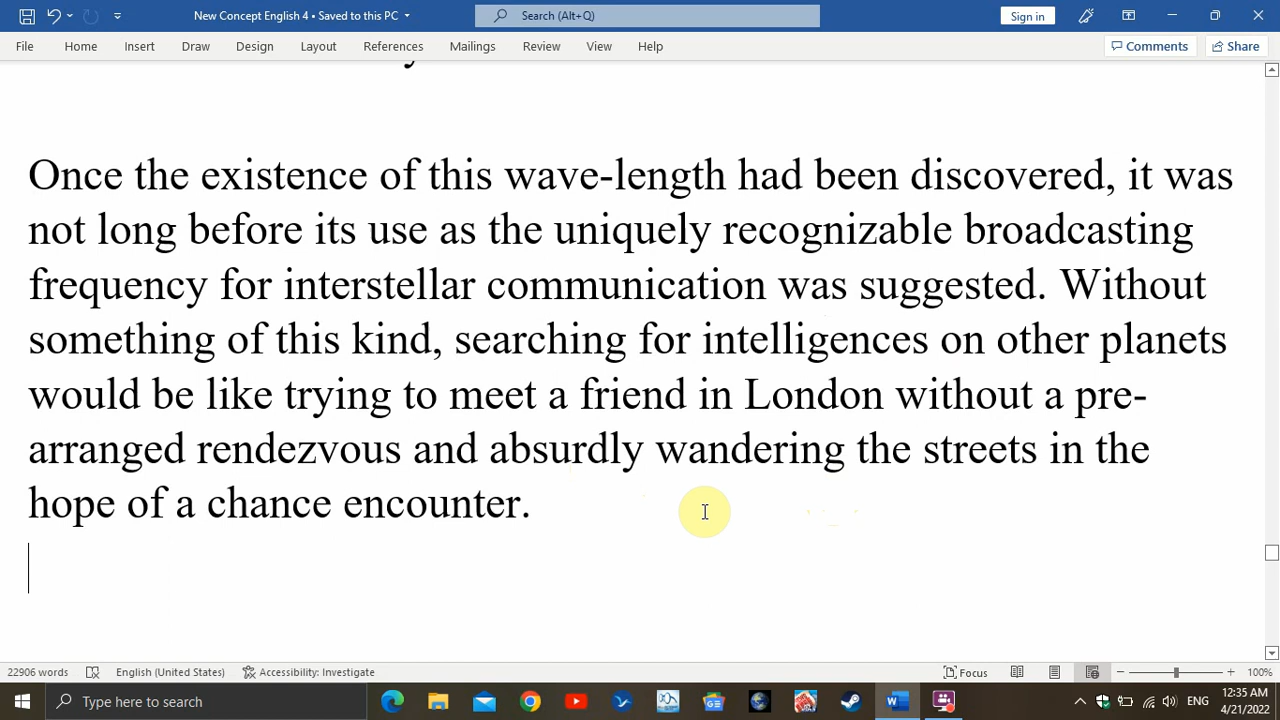 New Concept English 4 • Saved to this PC
Search (Alt+Q)
Sign in
File Home Insert Draw Design Layout References Mailings Review View Help
Comments Share
Once the existence of this wave-length had been discovered, it was
not long before its use as the uniquely recognizable broadcasting
frequency for interstellar communication was suggested. Without
something of this kind, searching for intelligences on other planets
would be like trying to meet a friend in London without a pre-
arranged rendezvous and absurdly wandering the streets in the
hope of a chance encounter.
22906 words English (United States) Accessibility: Investigate Focus 100%
Type here to search
ENG
12:35 AM
4/21/2022